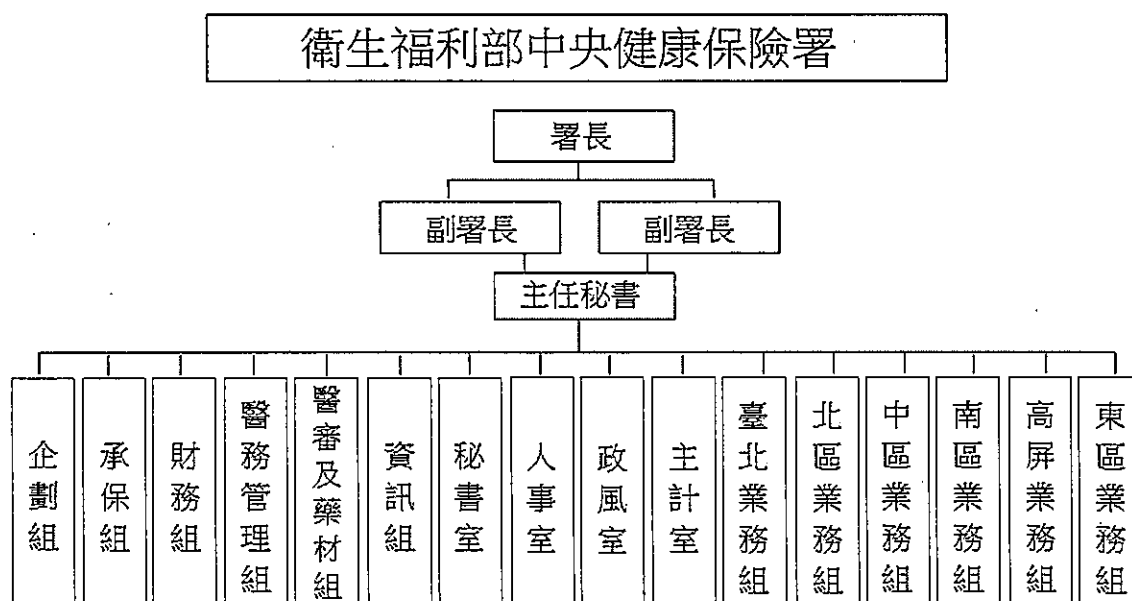 衛生福利部中央健康保險署
署長
副署長
副署長
主任秘書
企劃組
承保組
財務組
醫務管理組
醫審及藥材組
資訊組
秘書室
人事室
政風室
主計室
臺北業務組
北區業務組
中區業務組
南區業務組
高屏業務組
東區業務組